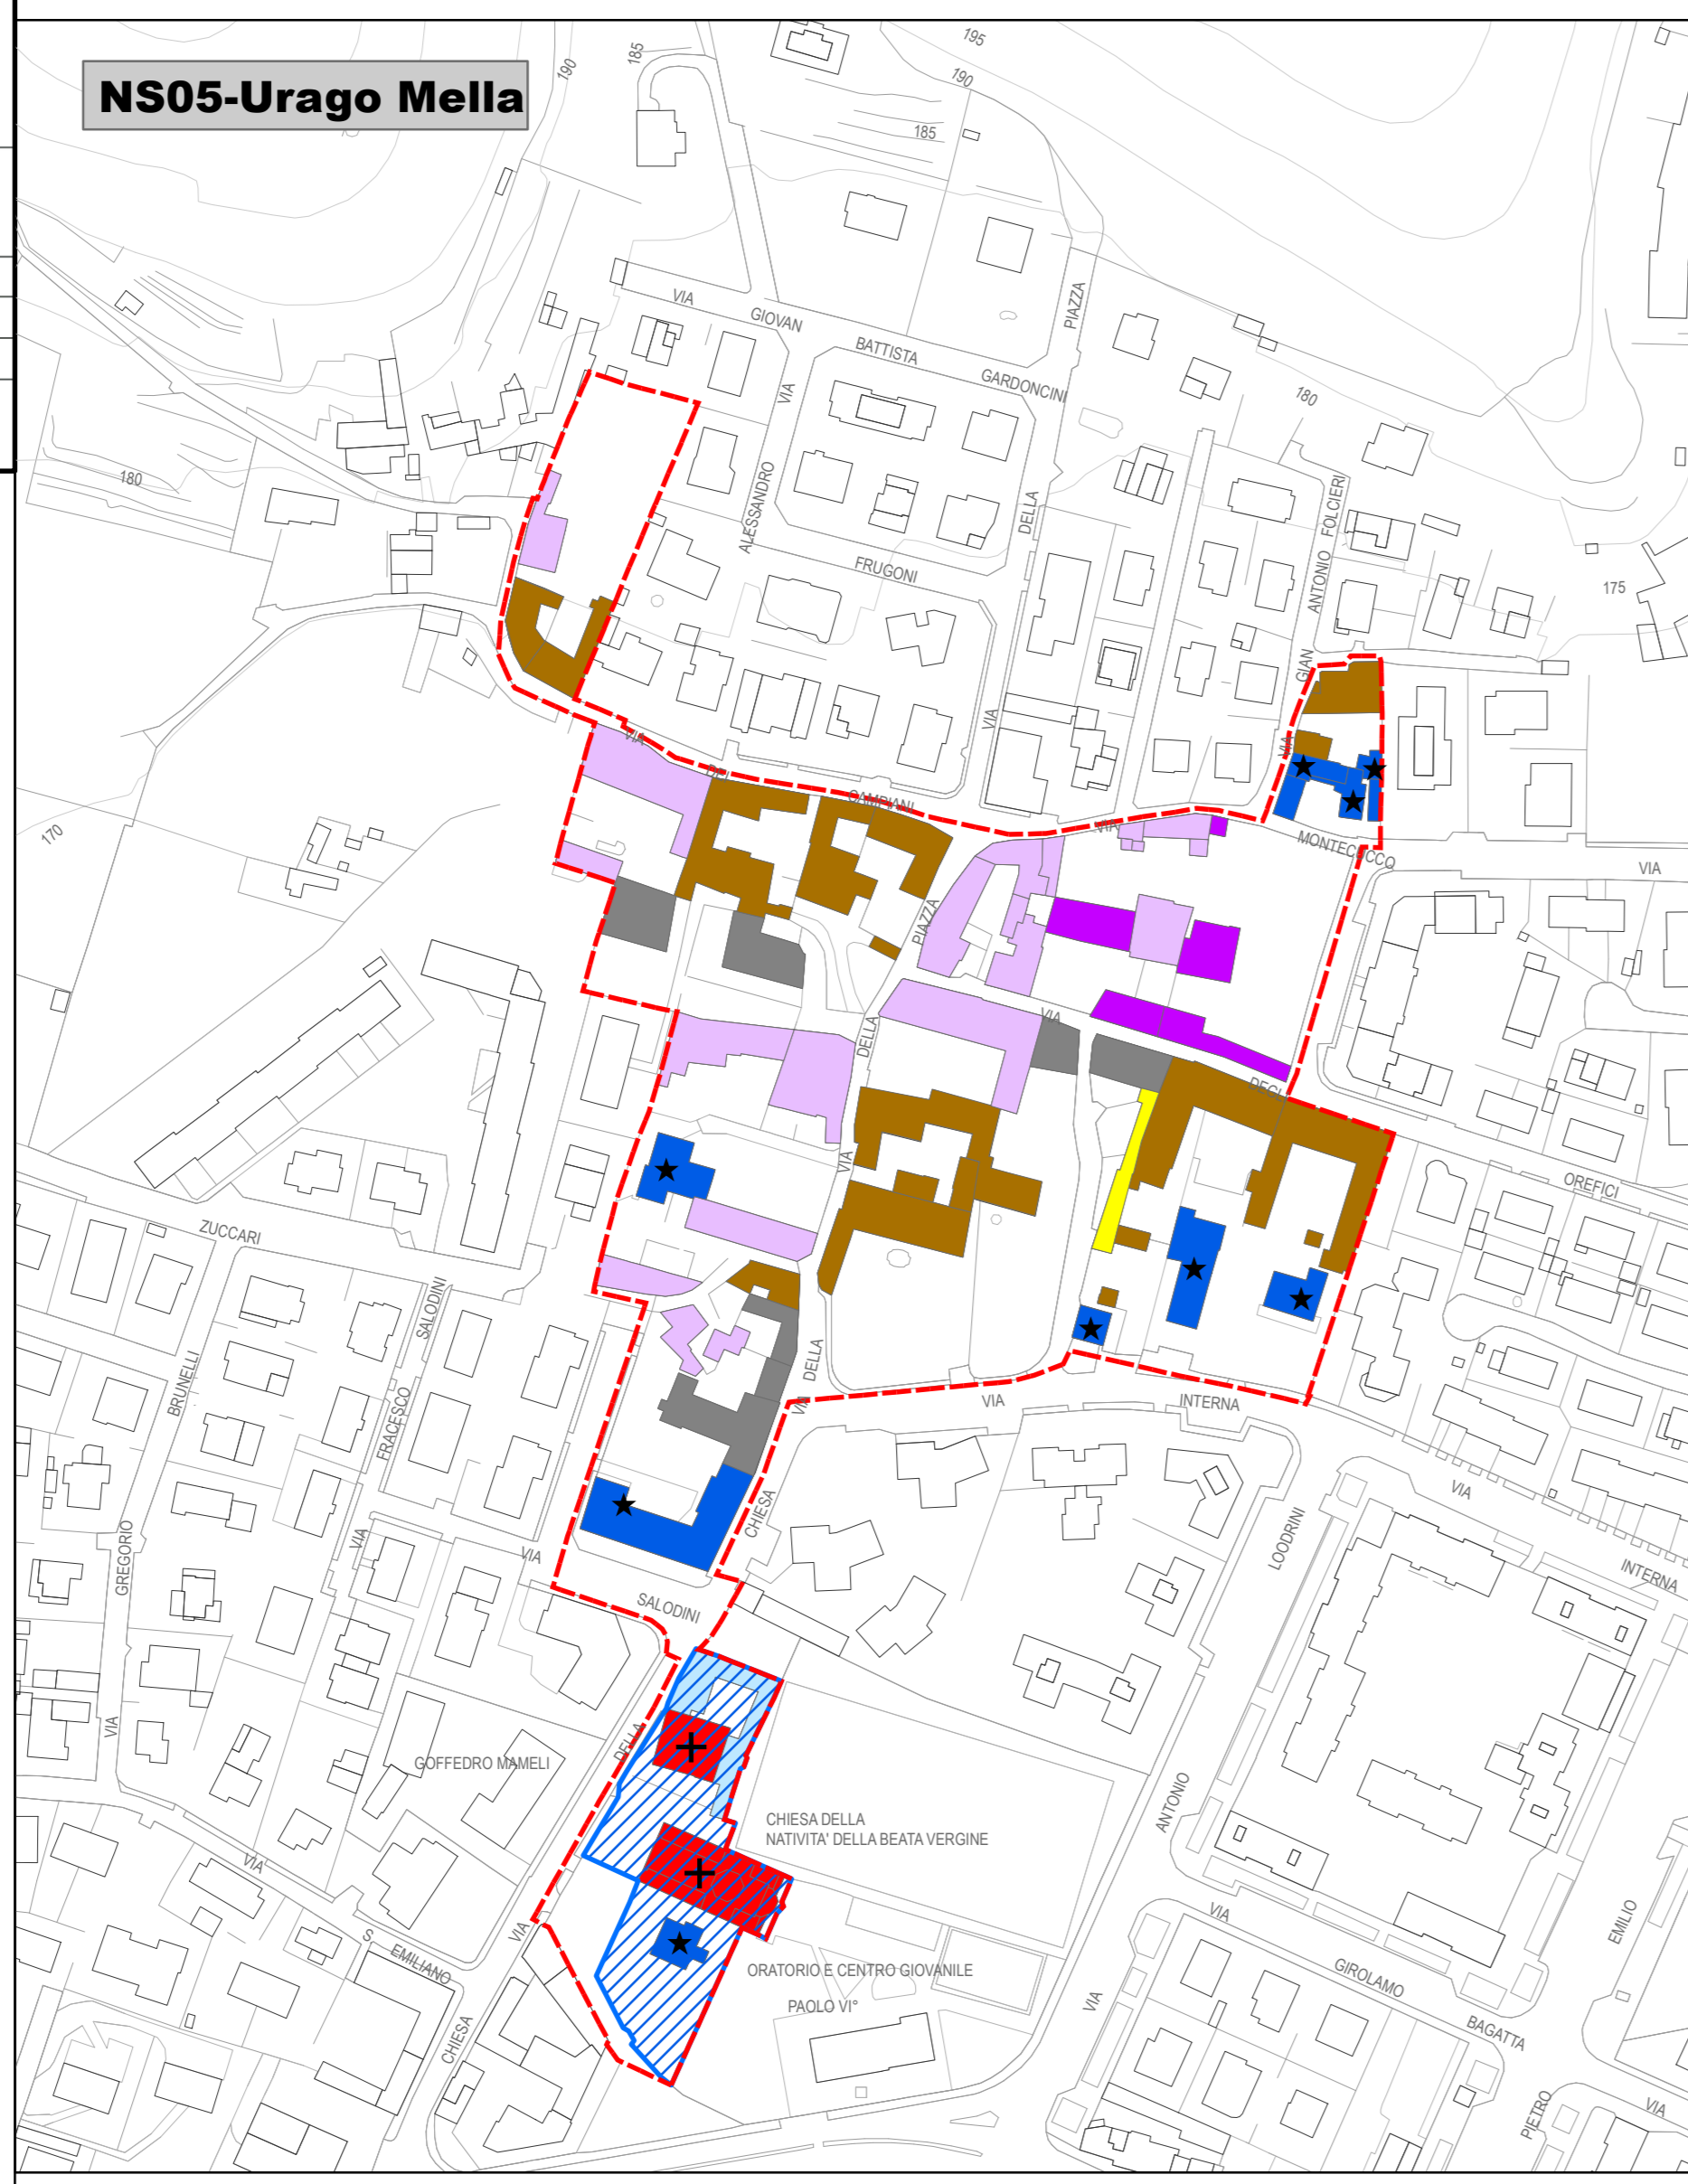 NS05-Urago Mella
195
190
185
190
185
VIA
GIOVAN
BATTISTA
GARDONCINI
PIAZZA
180
VIA
ALESSANDRO
180
DELLA
FRUGONI
ANTONIO FOLCIERI
175
GIAN
VIA
VIA
VIA
DEI
CAMPIANI
VIA
MONTECUCCO
VIA
170
PIAZZA
DELLA
VIA
DEGLI
OREFICI
VIA
ZUCCARI
SALODINI
BRUNELLI
FRACESCO
DELLA
VIA
VIA
INTERNA
VIA
CHIESA
VIA
GREGORIO
VIA
VIA
LOODRINI
INTERNA
SALODINI
VIA
DELLA
GOFFEDRO MAMELI
ANTONIO
CHIESA DELLA
NATIVITA' DELLA BEATA VERGINE
VIA
VIA
EMILIO
S.
EMILIANO
VIA
ORATORIO E CENTRO GIOVANILE
PAOLO VI°
GIROLAMO
VIA
BAGATTA
CHIESA
PIETRO
VIA